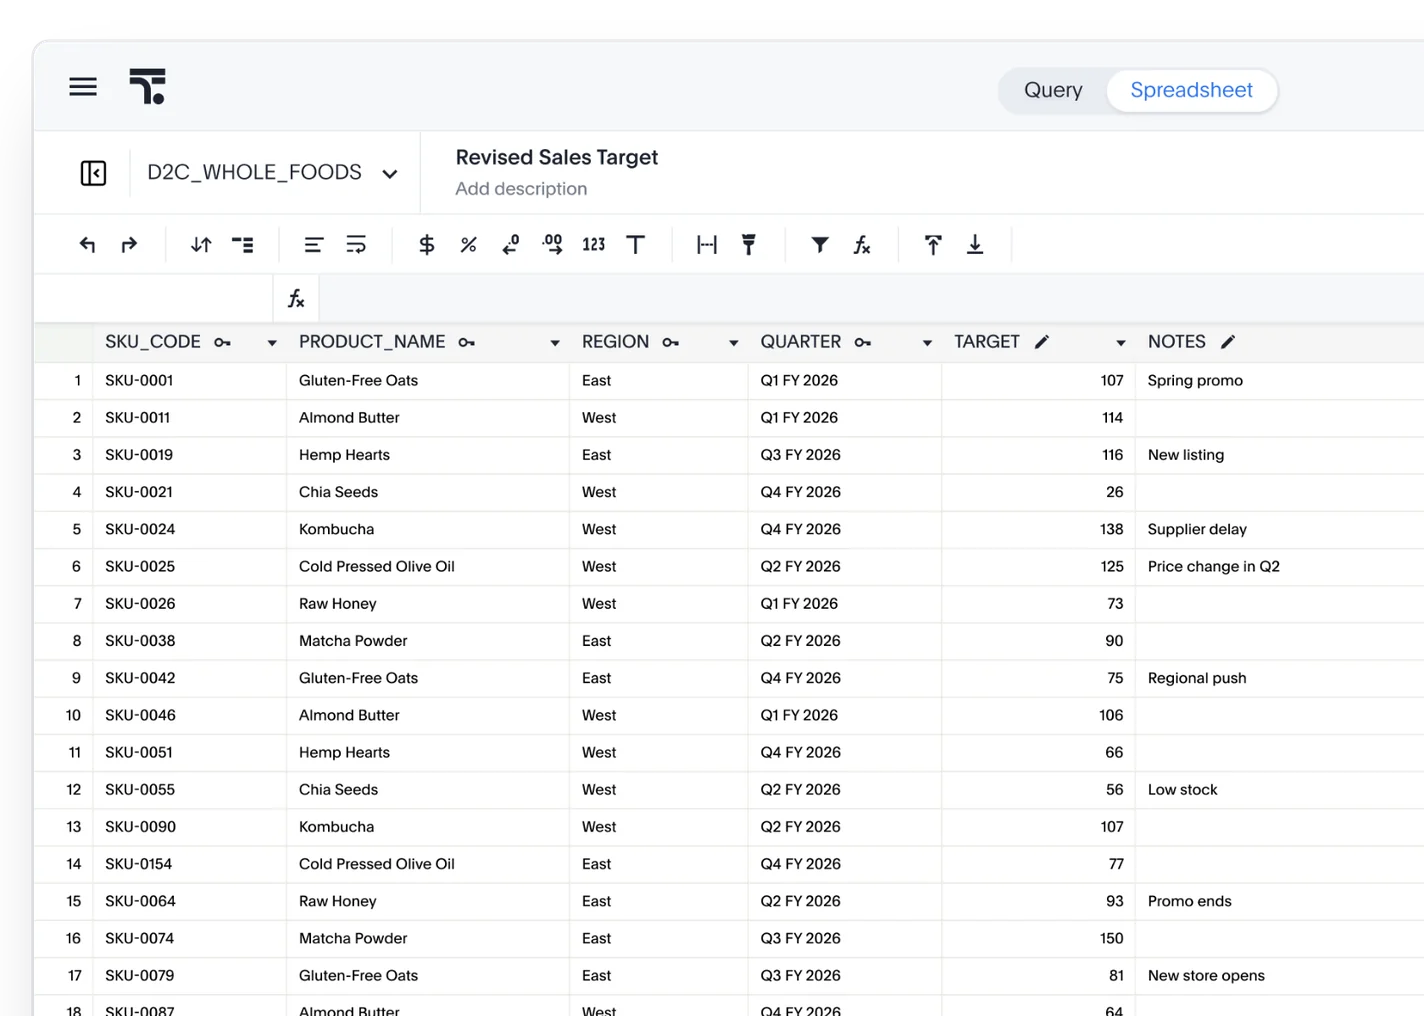 Query Spreadsheet
D2C_WHOLE_FOODS
Revised Sales Target
Add description
$ % .0 .00 123 T fx
fx
SKU_CODE PRODUCT_NAME REGION QUARTER TARGET NOTES
1 SKU-0001 Gluten-Free Oats East Q1 FY 2026 107 Spring promo
2 SKU-0011 Almond Butter West Q1 FY 2026 114
3 SKU-0019 Hemp Hearts East Q3 FY 2026 116 New listing
4 SKU-0021 Chia Seeds West Q4 FY 2026 26
5 SKU-0024 Kombucha West Q4 FY 2026 138 Supplier delay
6 SKU-0025 Cold Pressed Olive Oil West Q2 FY 2026 125 Price change in Q2
7 SKU-0026 Raw Honey West Q1 FY 2026 73
8 SKU-0038 Matcha Powder East Q2 FY 2026 90
9 SKU-0042 Gluten-Free Oats East Q4 FY 2026 75 Regional push
10 SKU-0046 Almond Butter West Q1 FY 2026 106
11 SKU-0051 Hemp Hearts West Q4 FY 2026 66
12 SKU-0055 Chia Seeds West Q2 FY 2026 56 Low stock
13 SKU-0090 Kombucha West Q2 FY 2026 107
14 SKU-0154 Cold Pressed Olive Oil East Q4 FY 2026 77
15 SKU-0064 Raw Honey East Q2 FY 2026 93 Promo ends
16 SKU-0074 Matcha Powder East Q3 FY 2026 150
17 SKU-0079 Gluten-Free Oats East Q3 FY 2026 81 New store opens
18 SKU-0087 Almond Butter West Q4 FY 2026 64